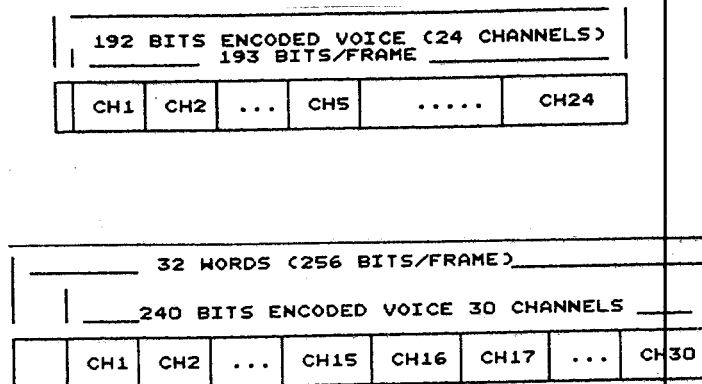 192 BITS ENCODED VOICE (24 CHANNELS)
193 BITS/FRAME
CH1 CH2 ... CH5 ..... CH24
32 WORDS (256 BITS/FRAME)
240 BITS ENCODED VOICE 30 CHANNELS
CH1 CH2 ... CH15 CH16 CH17 ... CH30